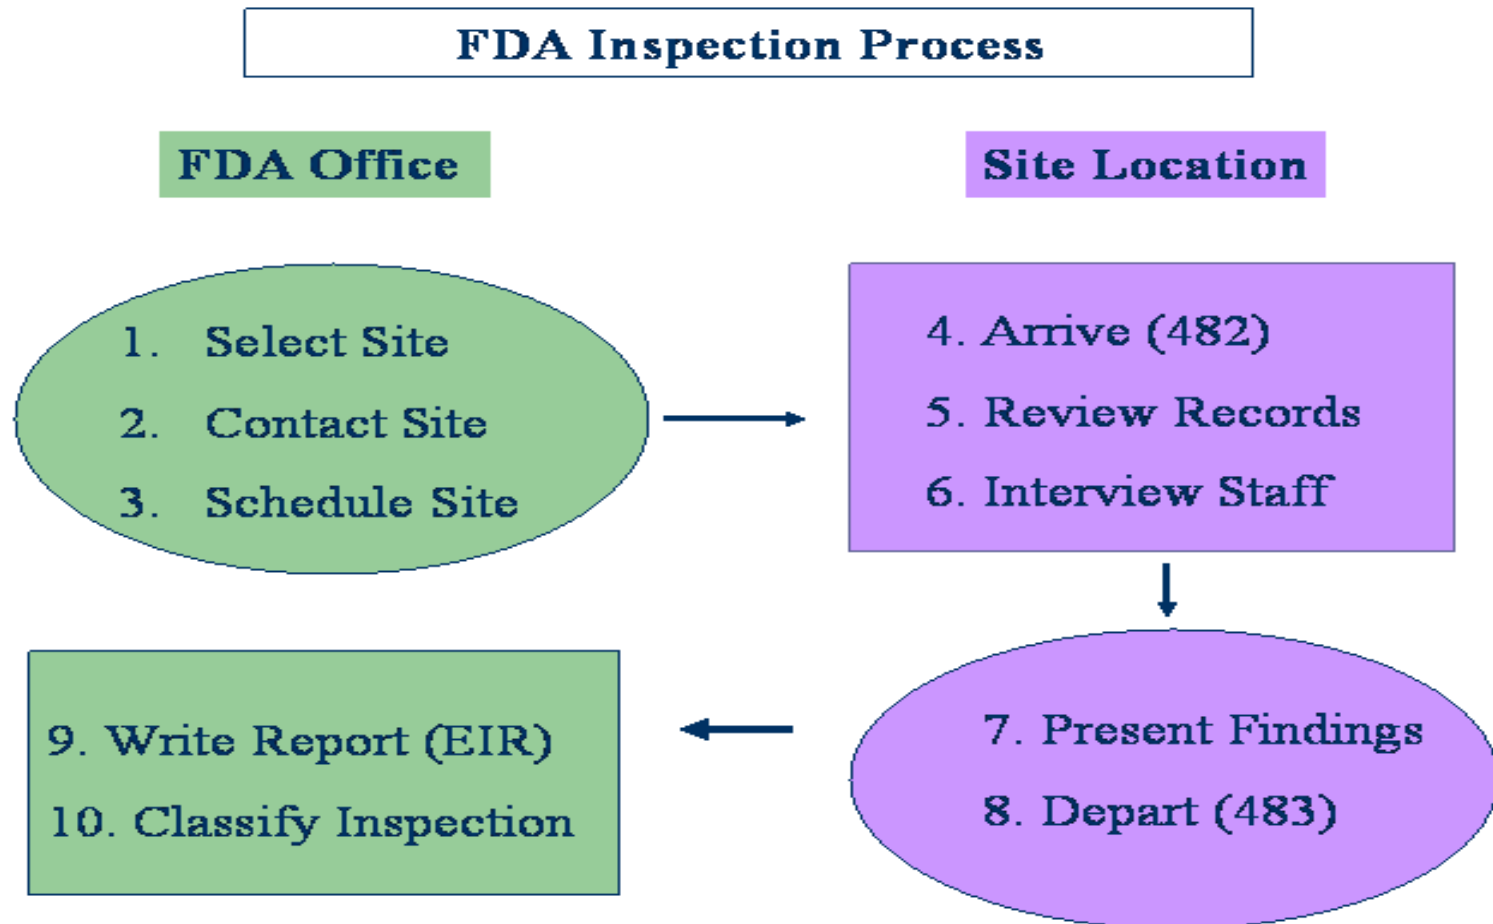 FDA Inspection Process
FDA Office
Site Location
1. Select Site
2. Contact Site
3. Schedule Site
4. Arrive (482)
5. Review Records
6. Interview Staff
7. Present Findings
8. Depart (483)
9. Write Report (EIR)
10. Classify Inspection